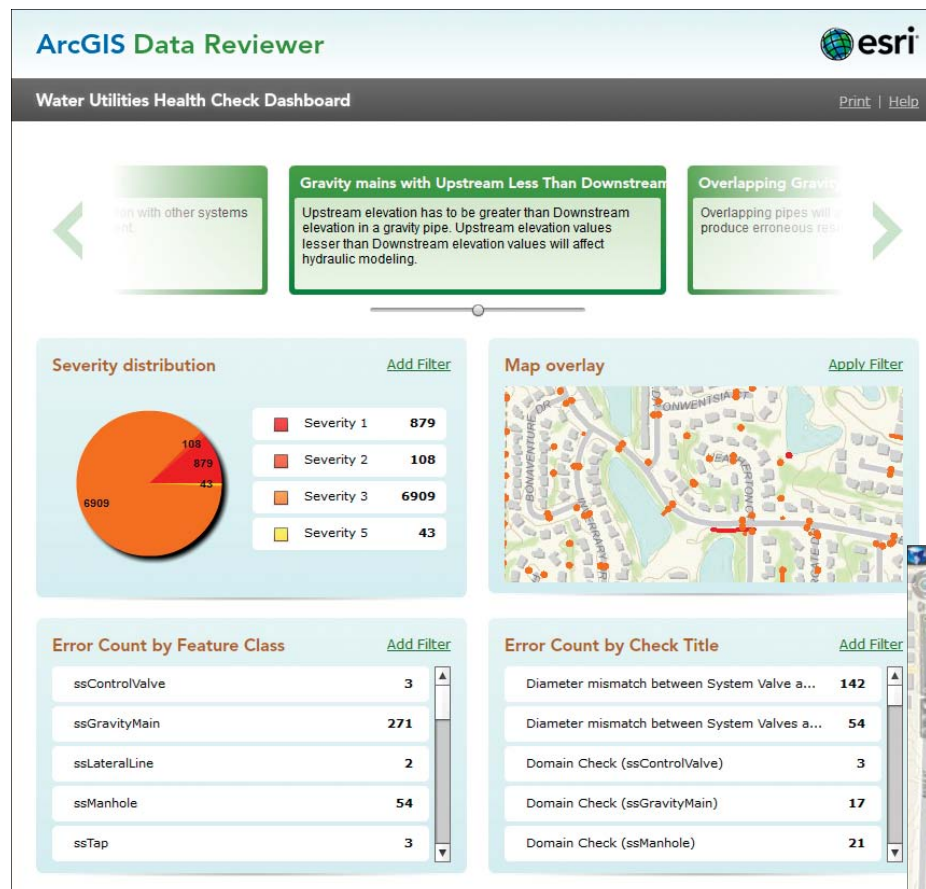 ArcGIS Data Reviewer
esri
Water Utilities Health Check Dashboard
Print | Help
with other systems
Gravity mains with Upstream Less Than Downstream
Upstream elevation has to be greater than Downstream
elevation in a gravity pipe. Upstream elevation values
lesser than Downstream elevation values will affect
hydraulic modeling.
Overlapping
Overlapping pipes
produce erroneous
Severity distribution
Add Filter
108
879
43
6909
Severity 1 879
Severity 2 108
Severity 3 6909
Severity 5 43
Map overlay
Apply Filter
BONAVENTURE DR
Error Count by Feature Class
Add Filter
ssControlValve 3
ssGravityMain 271
ssLateralLine 2
ssManhole 54
ssTap 3
Error Count by Check Title
Add Filter
Diameter mismatch between System Valve a... 142
Diameter mismatch between System Valves a... 54
Domain Check (ssControlValve) 3
Domain Check (ssGravityMain) 17
Domain Check (ssManhole) 21